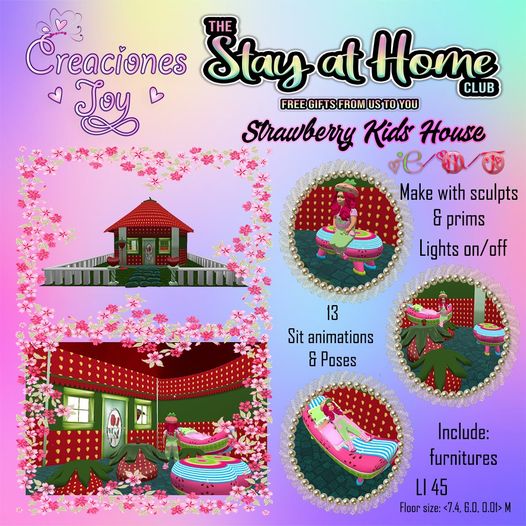 Creaciones
Joy
THE
Stay at Home
CLUB
FREE GIFTS FROM US TO YOU
Strawberry Kids House
Make with sculpts
& prims
Lights on/off
13
Sit animations
& Poses
Include:
furnitures
LI 45
Floor size: <7.4, 6.0, 0.01> M